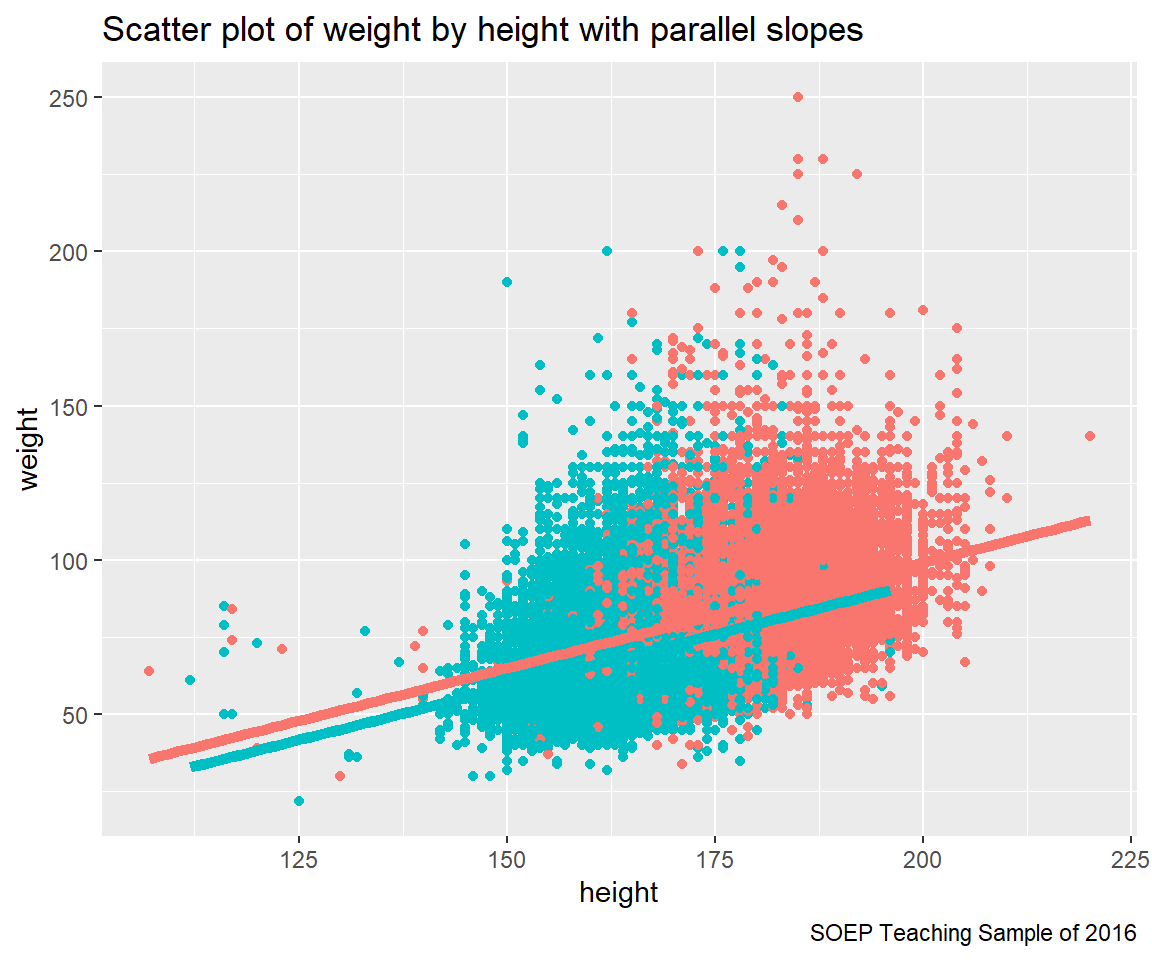 Scatter plot of weight by height with parallel slopes
250
200
150
100
50
weight
125 150 175 200 225
height
SOEP Teaching Sample of 2016